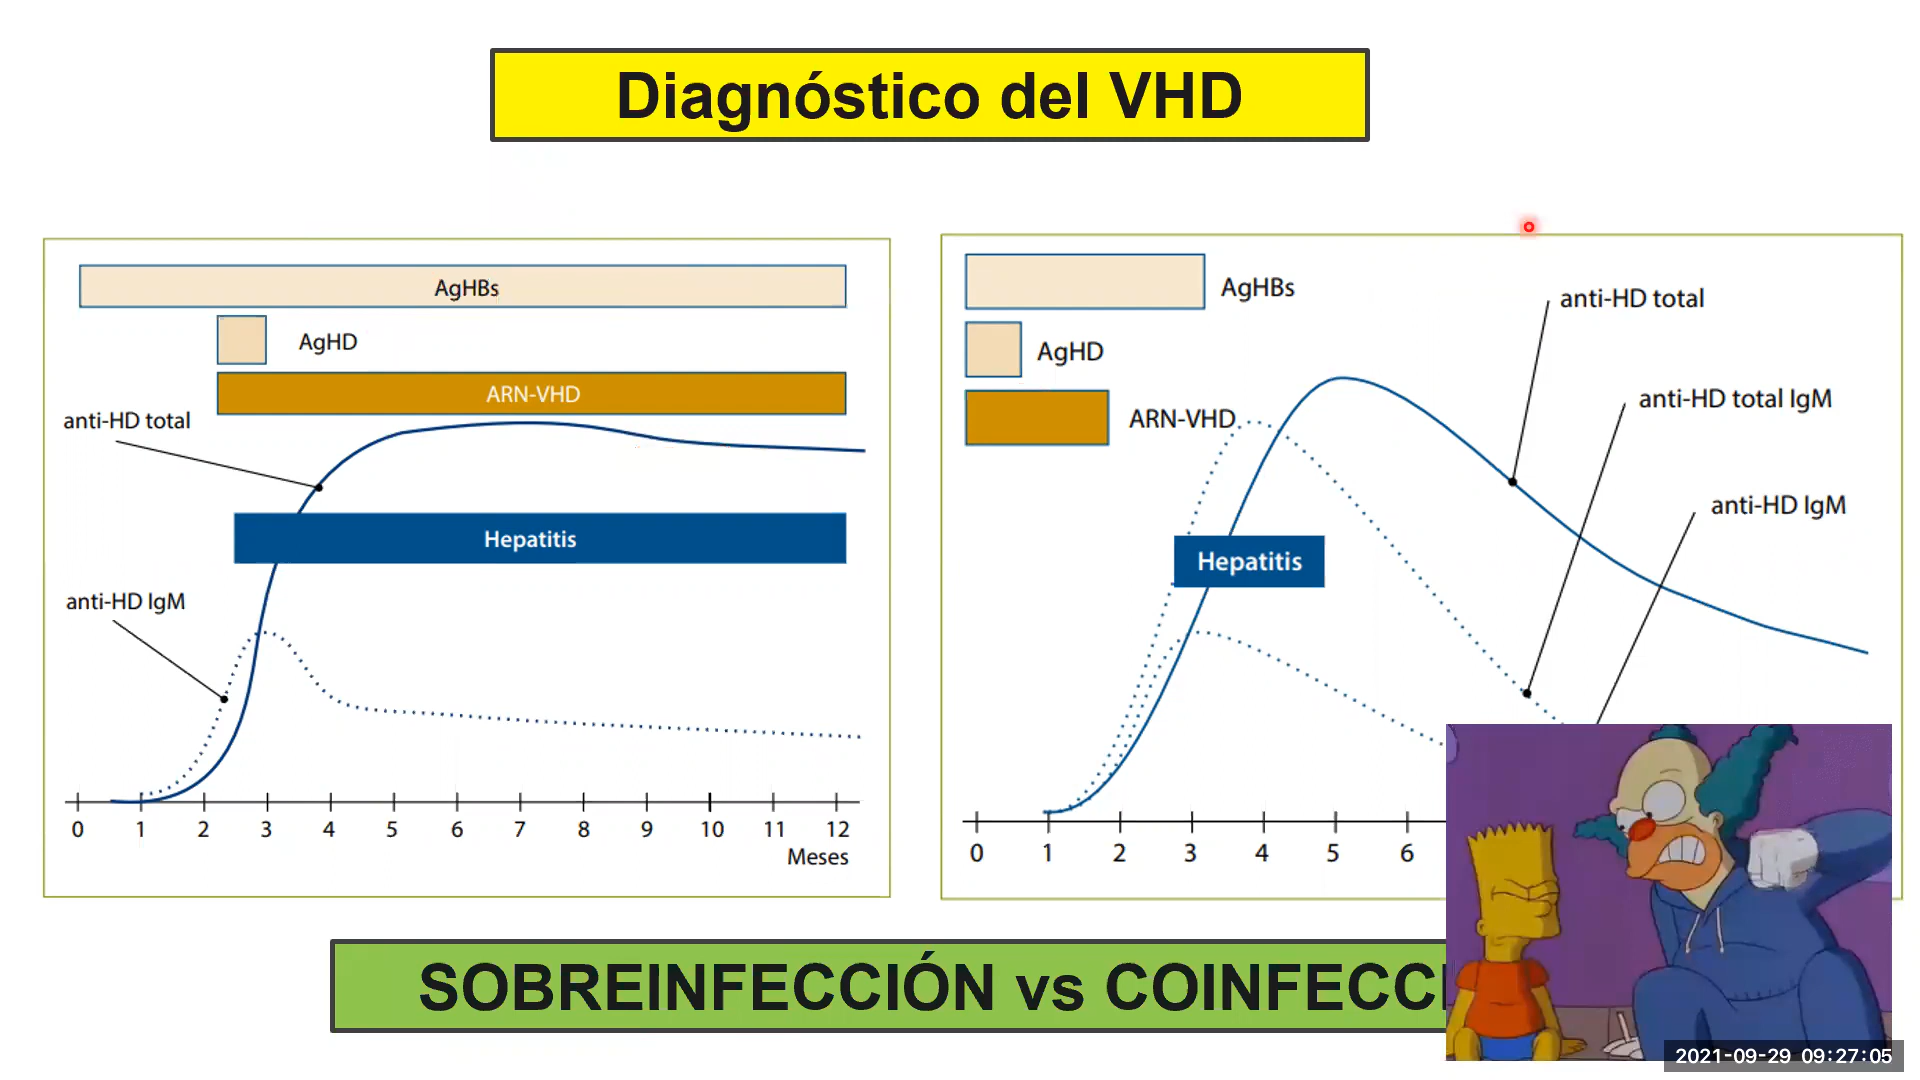 Diagnóstico del VHD
AgHBs
AgHD
ARN-VHD
anti-HD total
Hepatitis
anti-HD IgM
0 1 2 3 4 5 6 7 8 9 10 11 12
Meses
AgHBs
anti-HD total
AgHD
anti-HD total IgM
ARN-VHD
anti-HD IgM
Hepatitis
0 1 2 3 4 5 6
SOBREINFECCIÓN vs COINFECC
2021-09-29 09:27:05